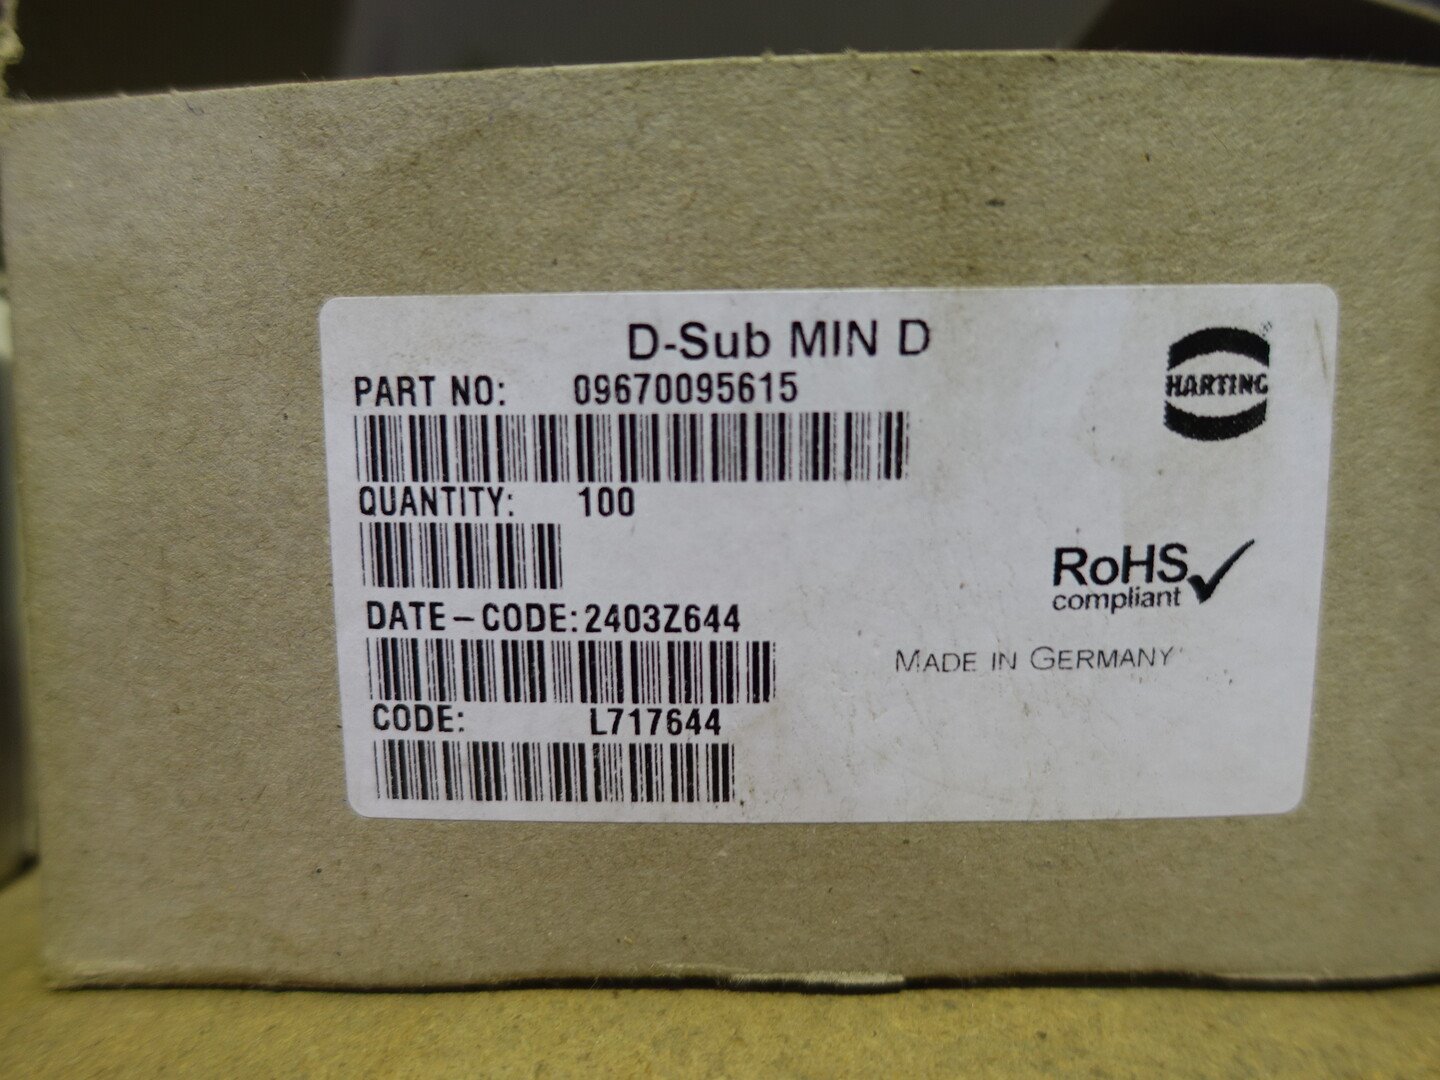 D-Sub MIN D
HARTING
PART NO: 09670095615
QUANTITY: 100
DATE-CODE:2403Z644
CODE: L717644
RoHS
compliant
MADE IN GERMANY